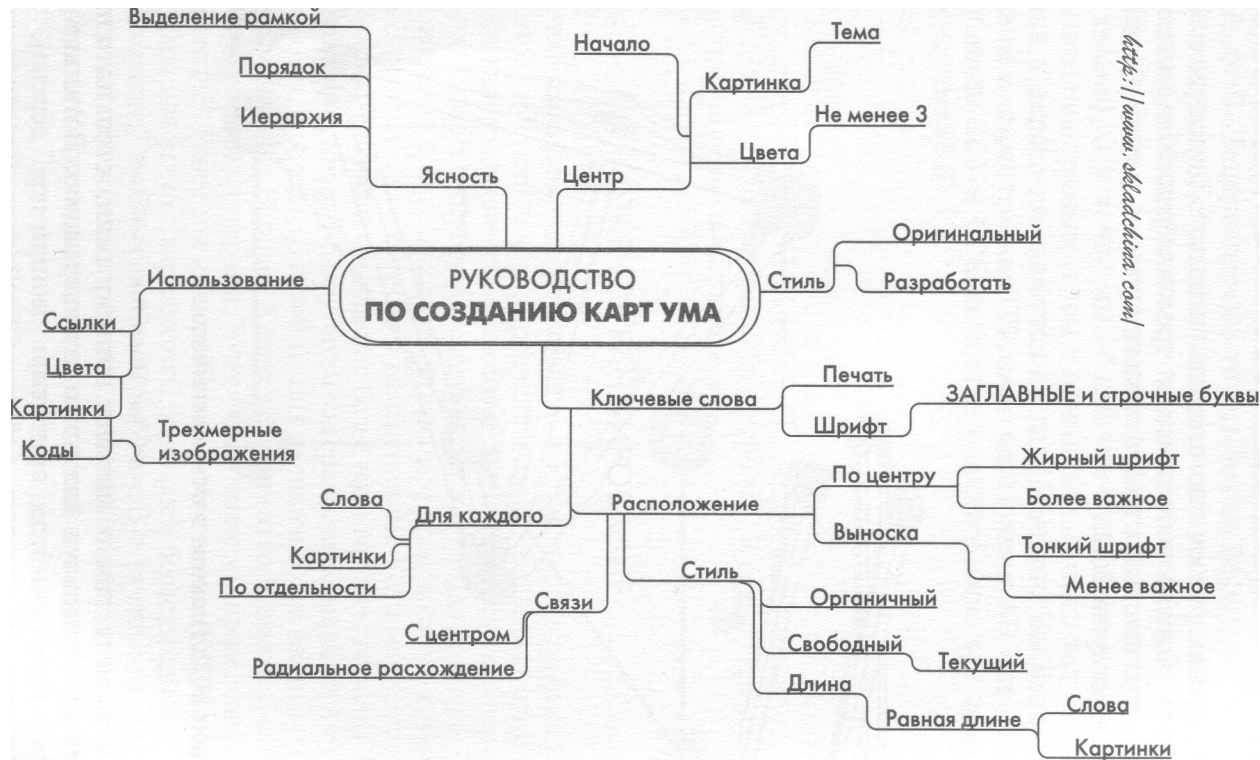 Выделение рамкой
Порядок
Иерархия
Ясность
Начало
Тема
Картинка
Не менее 3
Цвета
Центр
http://www.skladchina.com/
Оригинальный
Стиль
Разработать
РУКОВОДСТВО
ПО СОЗДАНИЮ КАРТ УМА
Использование
Ссылки
Цвета
Картинки
Коды
Трехмерные
изображения
Ключевые слова
Печать
Шрифт
ЗАГЛАВНЫЕ и строчные буквы
Слова
Для каждого
Картинки
По отдельности
Расположение
По центру
Жирный шрифт
Более важное
Выноска
Тонкий шрифт
Менее важное
Связи
С центром
Радиальное расхождение
Стиль
Органичный
Свободный
Текущий
Длина
Равная длине
Слова
Картинки